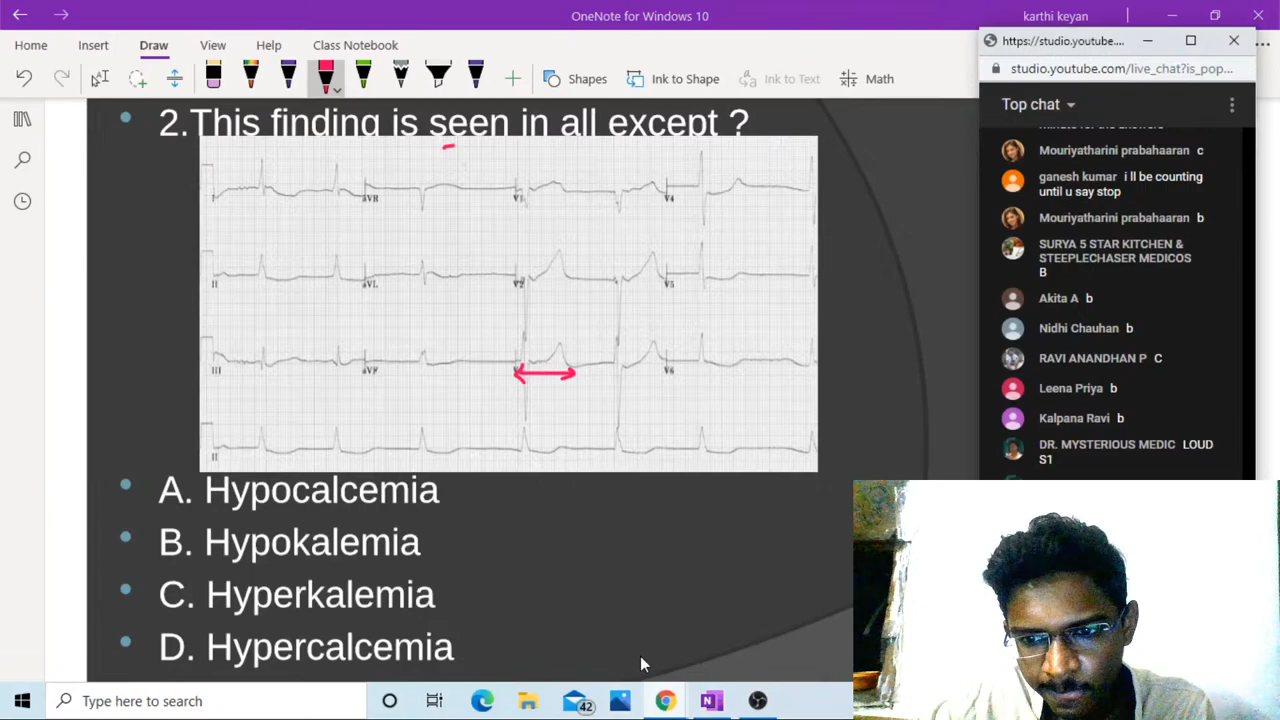 OneNote for Windows 10
karthi keyan
Home Insert Draw View Help Class Notebook
Shapes Ink to Shape Ink to Text Math
2.This finding is seen in all except ?
I aVR V1 V4
II aVL V2 V5
III aVF V6
II
A. Hypocalcemia
B. Hypokalemia
C. Hyperkalemia
D. Hypercalcemia
https://studio.youtube....
studio.youtube.com/live_chat?is_pop...
Top chat
Mouriyatharini prabahaaran c
ganesh kumar i ll be counting
until u say stop
Mouriyatharini prabahaaran b
SURYA 5 STAR KITCHEN &
STEEPLECHASER MEDICOS
B
Akita A b
Nidhi Chauhan b
RAVI ANANDHAN P C
Leena Priya b
Kalpana Ravi b
DR. MYSTERIOUS MEDIC LOUD
S1
Type here to search
42